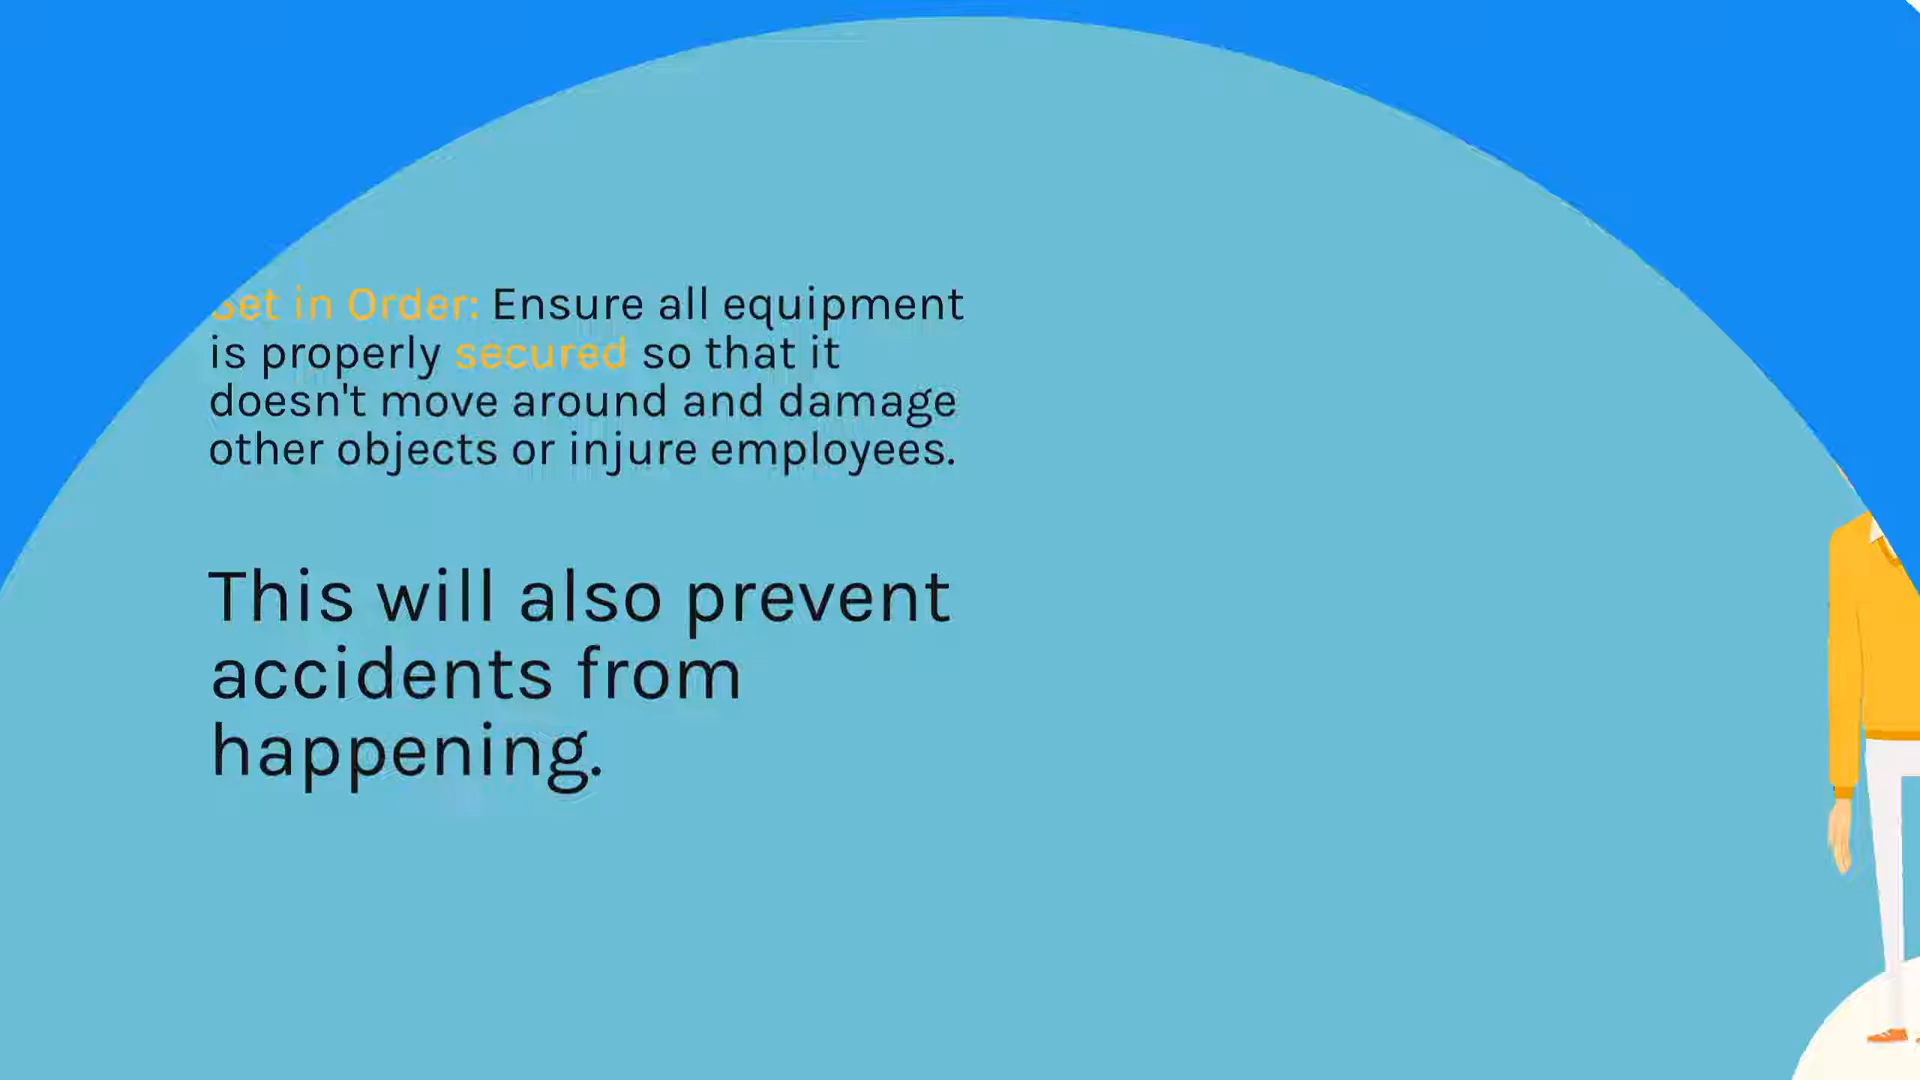 Set in Order: Ensure all equipment
is properly secured so that it
doesn't move around and damage
other objects or injure employees.
This will also prevent
accidents from
happening.